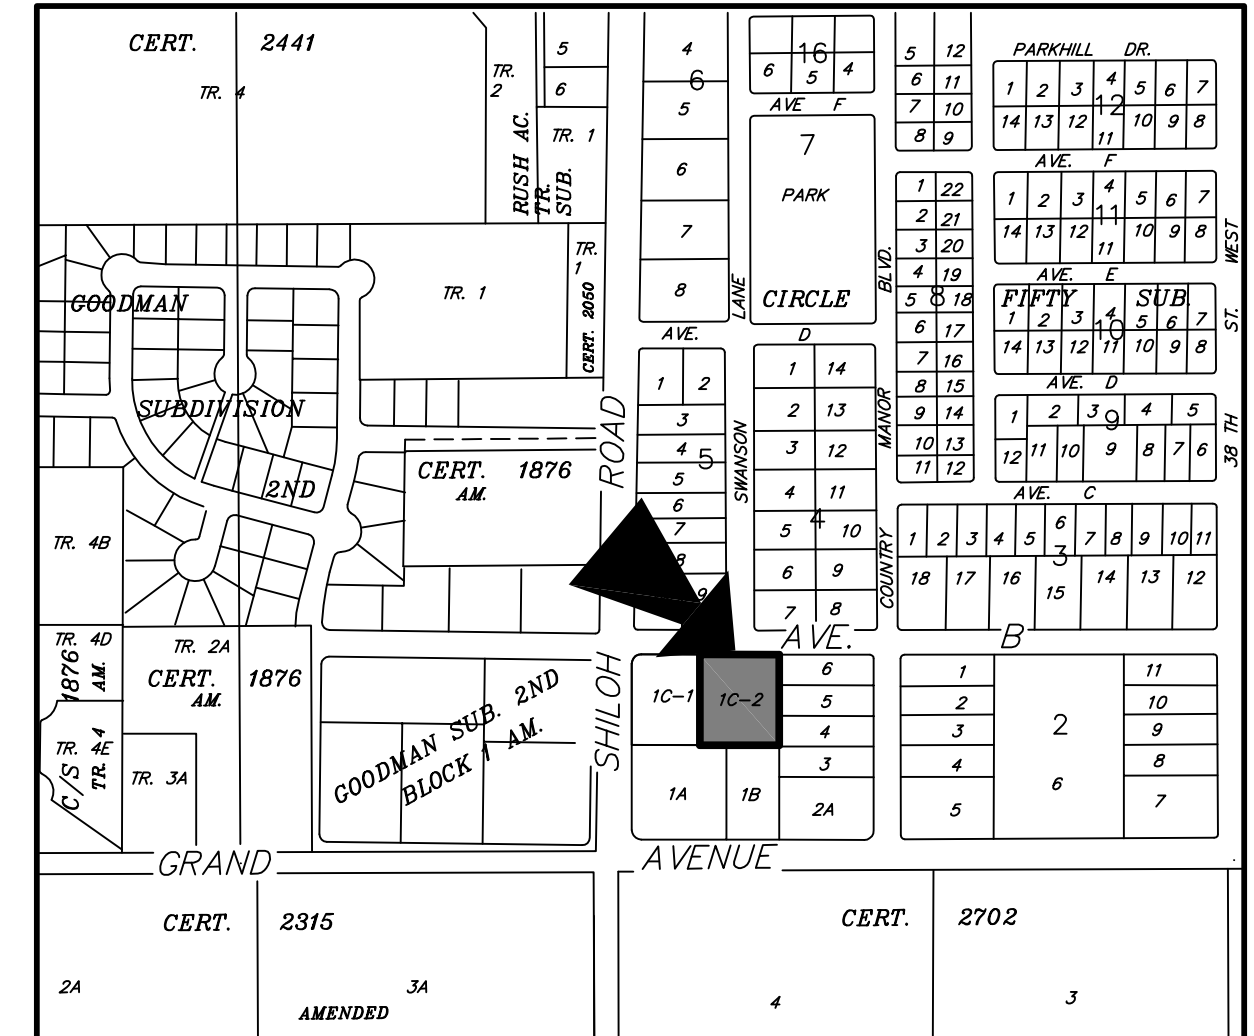 CERT. 2441
TR. 4
TR.
2
5
6
TR. 1
RUSH AC.
TR.
SUB.
4
6
5
6
7
8
16
6 5 4
AVE F
7
PARK
CIRCLE
LANE
5 12
6 11
7 10
8 9
PARKHILL DR.
1 2 3 4 5 6 7
12
14 13 12 11 10 9 8
AVE. F
1 2 3 4 5 6 7
11
14 13 12 11 10 9 8
AVE. E
FIFTY SUB.
1 2 3 4 5 6 7
10
14 13 12 11 10 9 8
AVE. D
1 2 3 4 5
9
12 11 10 9 8 7 6
AVE. C
WEST
ST.
38 TH
1 22
2 21
3 20
4 19
5 8 18
6 17
7 16
8 15
9 14
10 13
11 12
BLVD.
MANOR
COUNTRY
GOODMAN
SUBDIVISION
2ND
TR. 1
TR.
1
CERT. 2050
AVE. D
1 2
3
4
5
5
6
7
8
9
SWANSON
1 14
2 13
3 12
4 11
4
5 10
6 9
7 8
ROAD
CERT. 1876
AM.
1 2 3 4 5 6 7 8 9 10 11
3
18 17 16 15 14 13 12
TR. 4B
AVE. B
TR. 4D
1876
AM.
TR. 2A
CERT. 1876
AM.
TR. 4E
C/S
TR. 4
TR. 3A
GOODMAN SUB. 2ND
BLOCK 1 AM.
SHILOH
1C-1 1C-2
6
5
4
3
1A 1B 2A
1
2
3
4
5
2
6
11
10
9
8
7
GRAND AVENUE
CERT. 2315
2A 3A
AMENDED
CERT. 2702
4 3